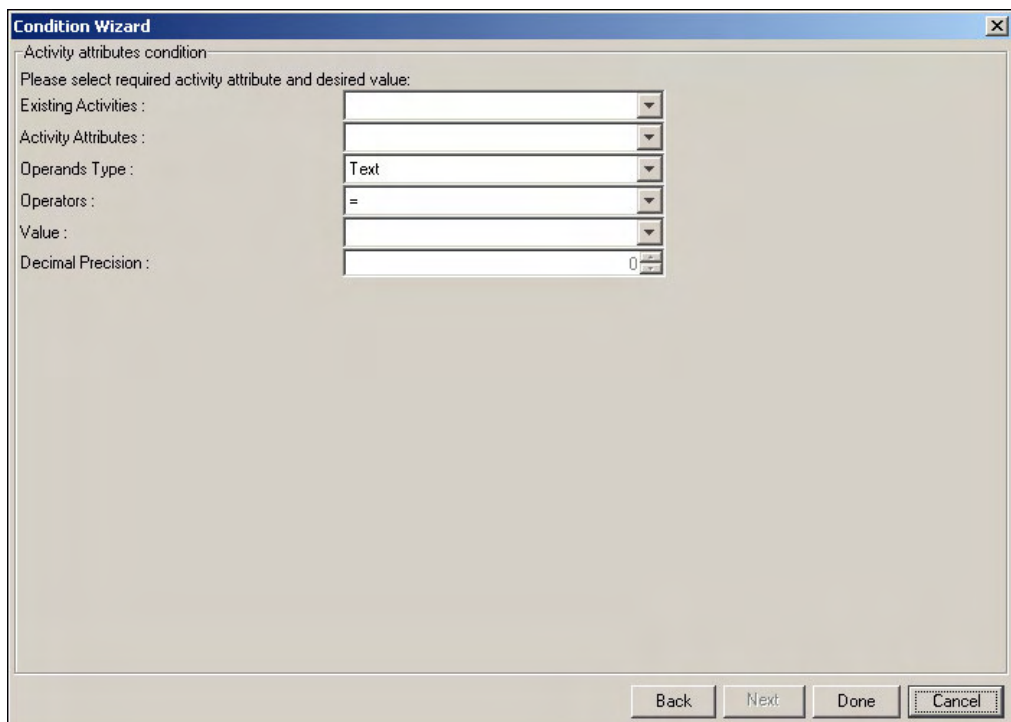 Condition Wizard
Activity attributes condition
Please select required activity attribute and desired value:
Existing Activities :
Activity Attributes :
Operands Type : Text
Operators : =
Value :
Decimal Precision : 0
Back Next Done Cancel